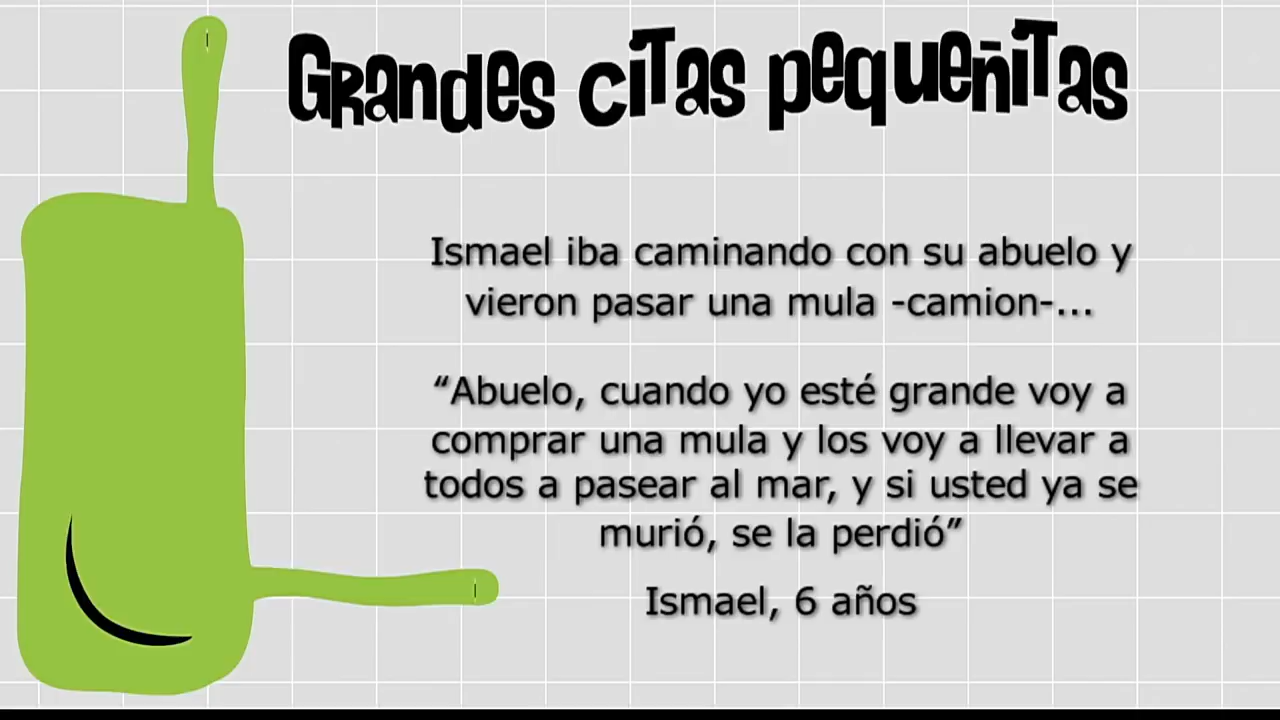 Grandes citas pequeñitas
Ismael iba caminando con su abuelo y
vieron pasar una mula -camion-...
“Abuelo, cuando yo esté grande voy a
comprar una mula y los voy a llevar a
todos a pasear al mar, y si usted ya se
murió, se la perdió”
Ismael, 6 años